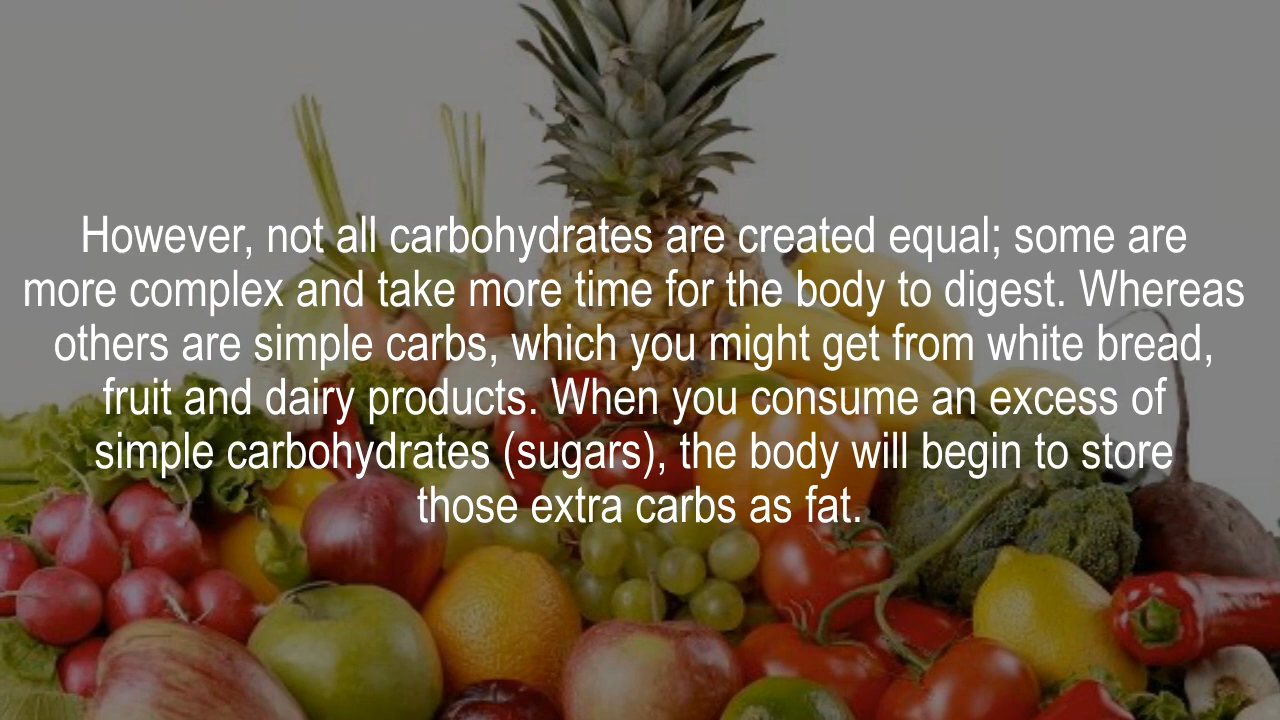 However, not all carbohydrates are created equal; some are
more complex and take more time for the body to digest. Whereas
others are simple carbs, which you might get from white bread,
fruit and dairy products. When you consume an excess of
simple carbohydrates (sugars), the body will begin to store
those extra carbs as fat.